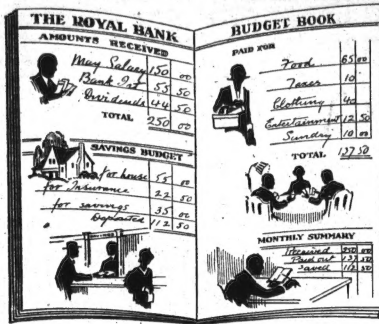 THE ROYAL BANK
AMOUNTS RECEIVED
May Salary 150 00
Bank Int 55 50
Dividends 44 50
TOTAL 250 00
SAVINGS BUDGET
for house 55 00
for Insurance 22 50
for savings 35 00
Deposited 112 50
BUDGET BOOK
PAID FOR
Food 65 00
Taxes 10
Clothing 40
Entertainment 12 50
Sundry 10 00
TOTAL 137 50
MONTHLY SUMMARY
Received 250 00
Paid out 137 50
Saved 112 50